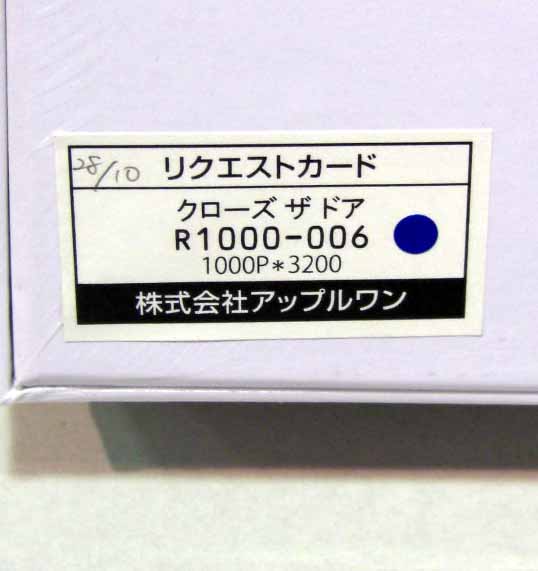 28/10 リクエストカード
クローズ ザ ドア
R1000-006
1000P*3200
株式会社アップルワン